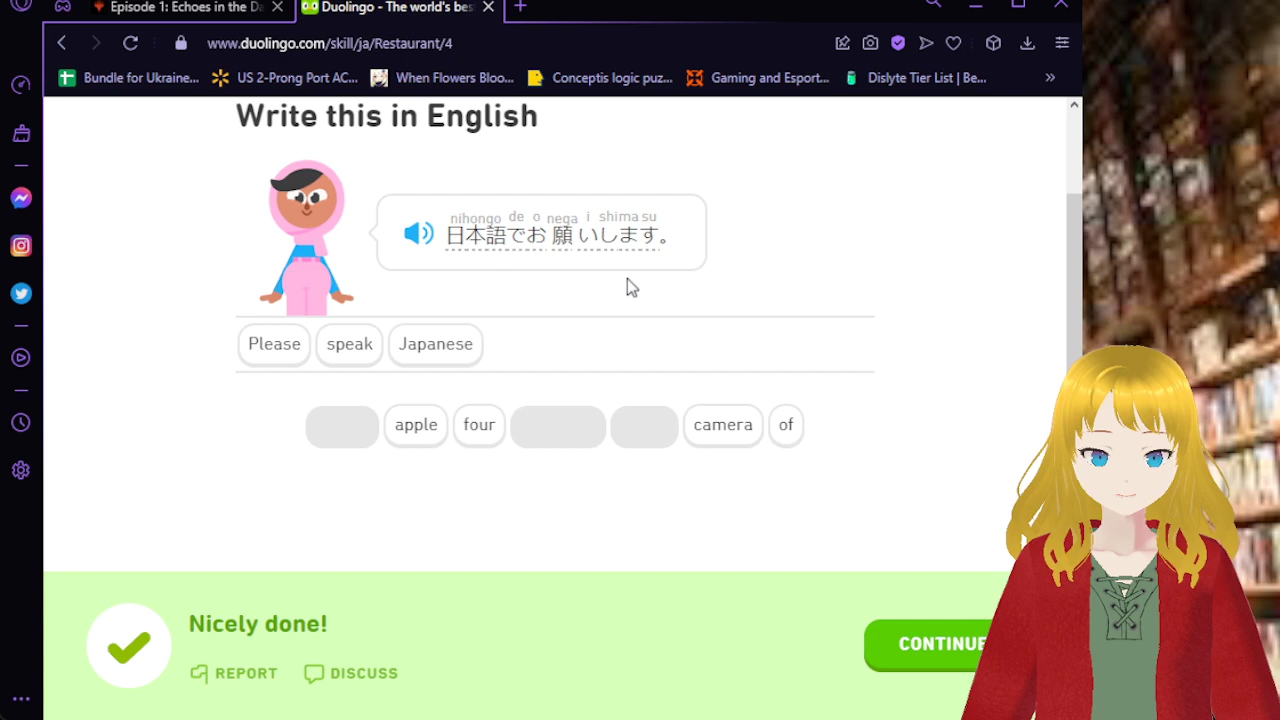 Episode 1: Echoes in the Da
Duolingo - The world's bes
www.duolingo.com/skill/ja/Restaurant/4
Bundle for Ukraine... US 2-Prong Port AC... When Flowers Bloo... Conceptis logic puz... Gaming and Esport... Dislyte Tier List | Be...
Write this in English
nihongo de o nega i shima su
日本語でお願いします。
Please speak Japanese
apple four camera of
Nicely done!
REPORT DISCUSS
CONTINUE